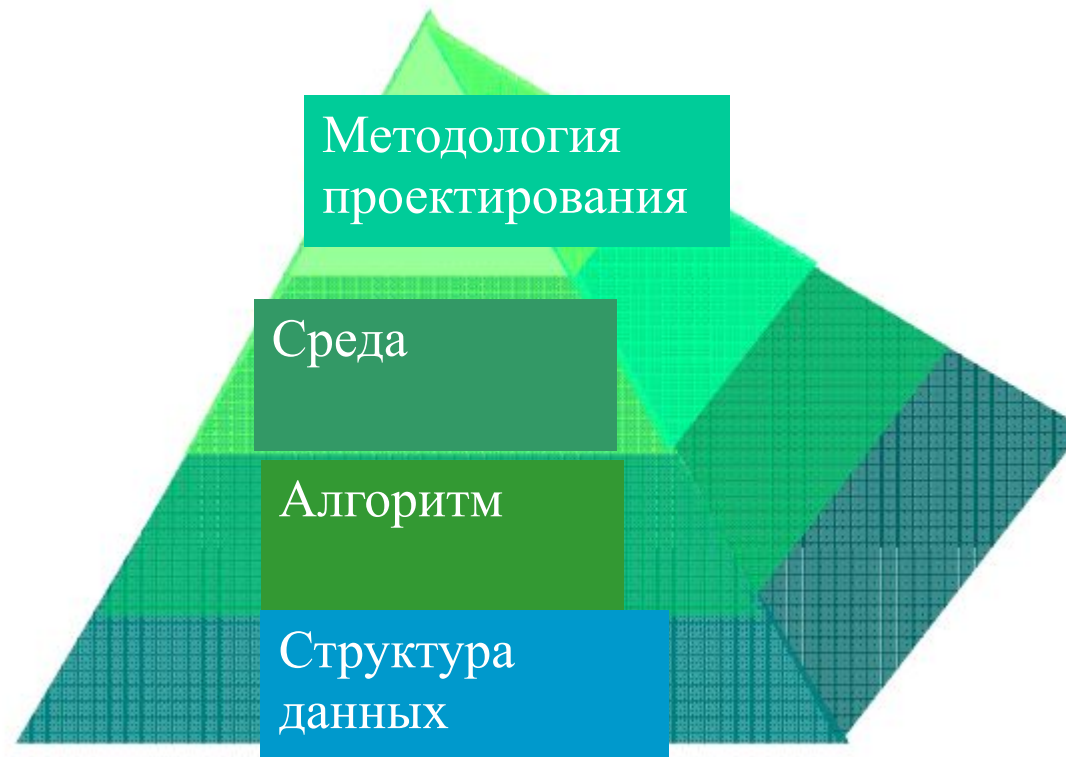 Методология
проектирования
Среда
Алгоритм
Структура
данных